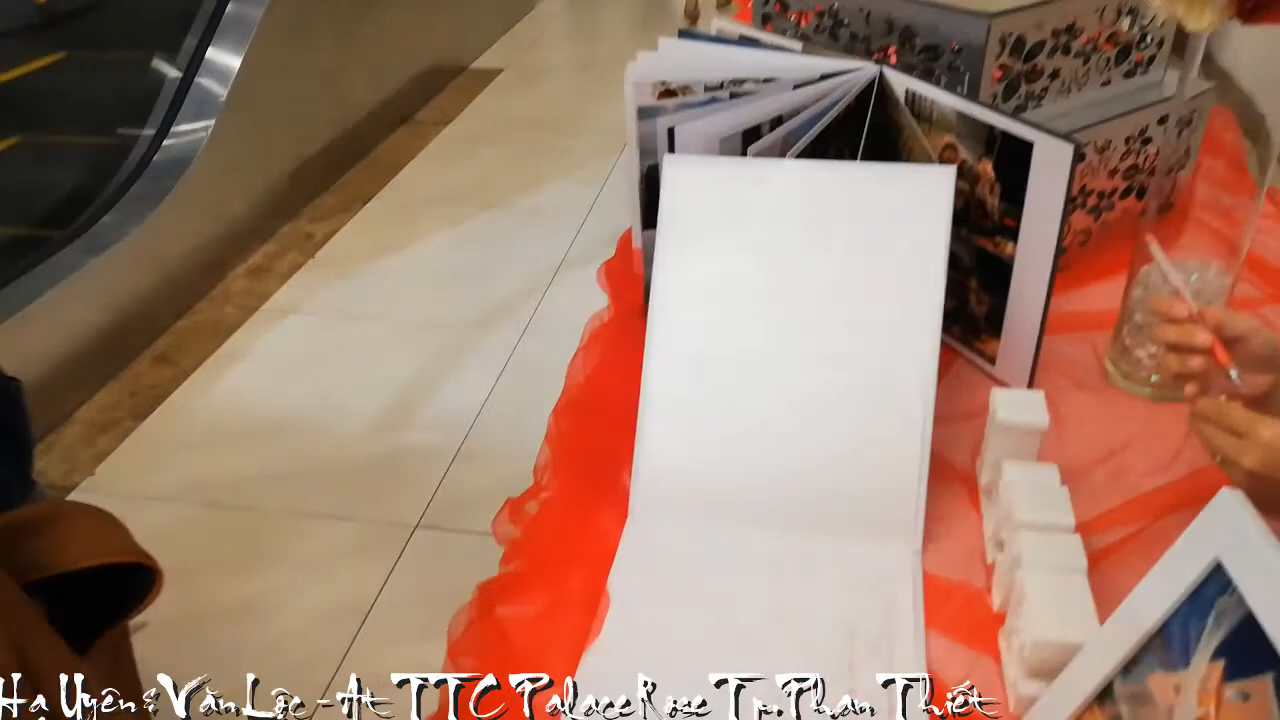 Hạ Uyên & Văn Lộc - At TTC Palace Rose Tp. Phan Thiết